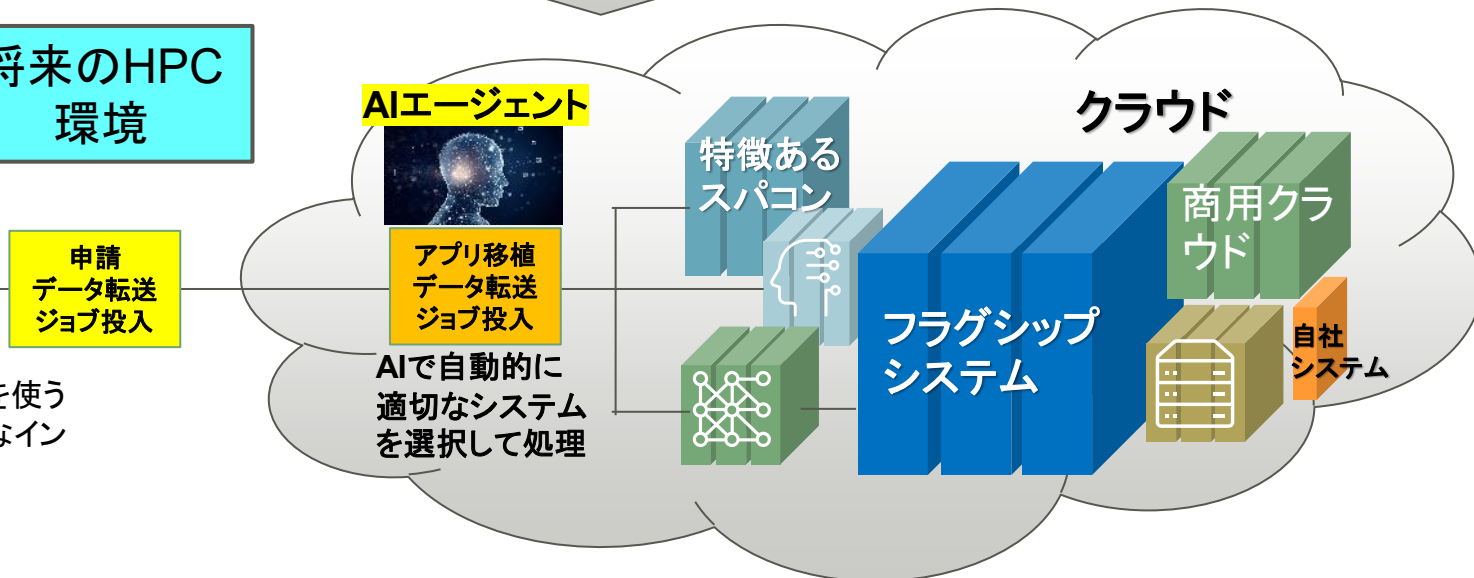 将来のHPC
環境
申請
データ転送
ジョブ投入
を使う
なイン
AIエージェント
アプリ移植
データ転送
ジョブ投入
AIで自動的に
適切なシステム
を選択して処理
特徴ある
スパコン
フラグシップ
システム
クラウド
商用クラ
ウド
自社
システム